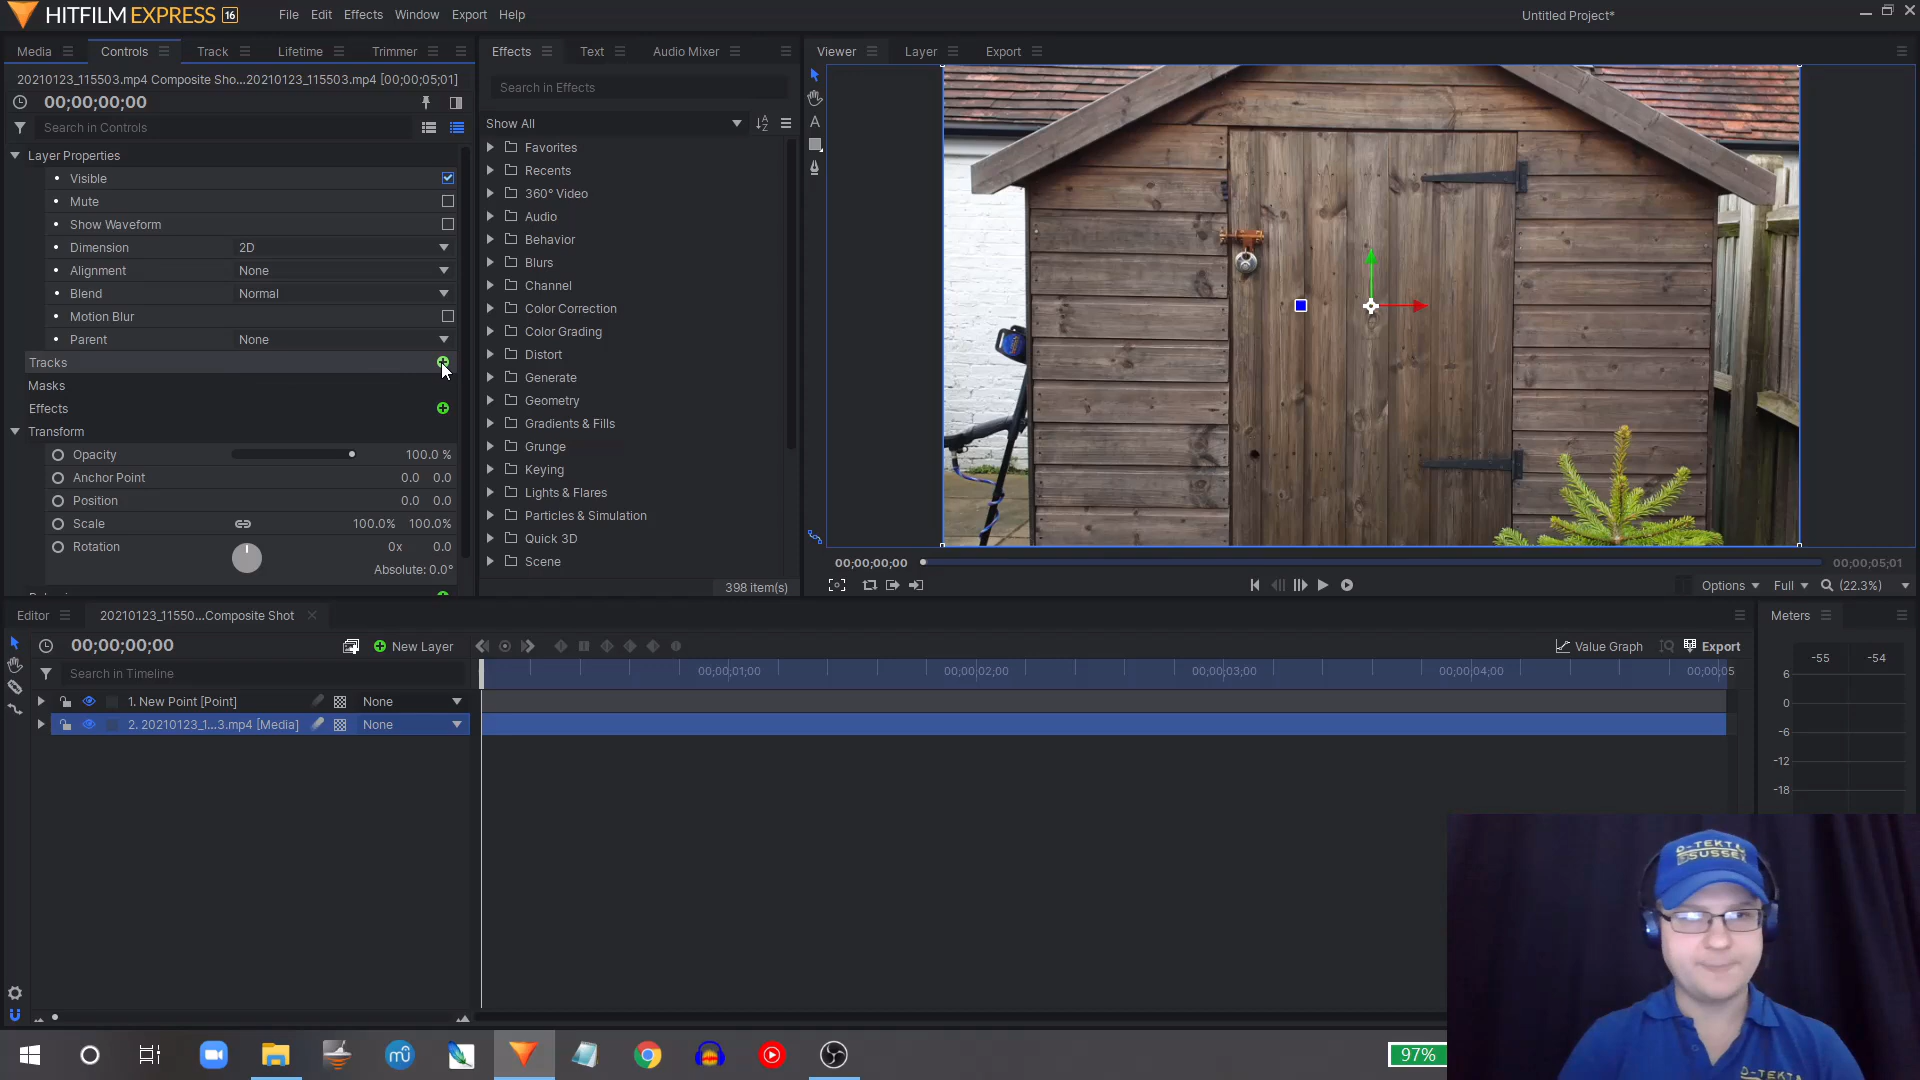 HITFILM EXPRESS 16
File Edit Effects Window Export Help
Untitled Project*
Media Controls Track Lifetime Trimmer
20210123_115503.mp4 Composite Sho...20210123_115503.mp4 [00;00;05;01]
00;00;00;00
Search in Controls
Layer Properties
Visible
Mute
Show Waveform
Dimension 2D
Alignment None
Blend Normal
Motion Blur
Parent None
Tracks
Masks
Effects
Transform
Opacity 100.0 %
Anchor Point 0.0 0.0
Position 0.0 0.0
Scale 100.0% 100.0%
Rotation 0x 0.0
Absolute: 0.0°
Effects Text Audio Mixer
Search in Effects
Show All
Favorites
Recents
360° Video
Audio
Behavior
Blurs
Channel
Color Correction
Color Grading
Distort
Generate
Geometry
Gradients & Fills
Grunge
Keying
Lights & Flares
Particles & Simulation
Quick 3D
Scene
398 item(s)
Viewer Layer Export
00;00;00;00
00;00;05;01
Options Full (22.3%)
Editor 20210123_11550...Composite Shot
00;00;00;00
New Layer
Value Graph
Export
Search in Timeline
00;00;01;00 00;00;02;00 00;00;03;00 00;00;04;00 00;00;05
1. New Point [Point] None
2. 20210123_1...3.mp4 [Media] None
Meters
-55 -54
6
0
-6
-12
-18
D-TEKTA
SUSSEX
97%